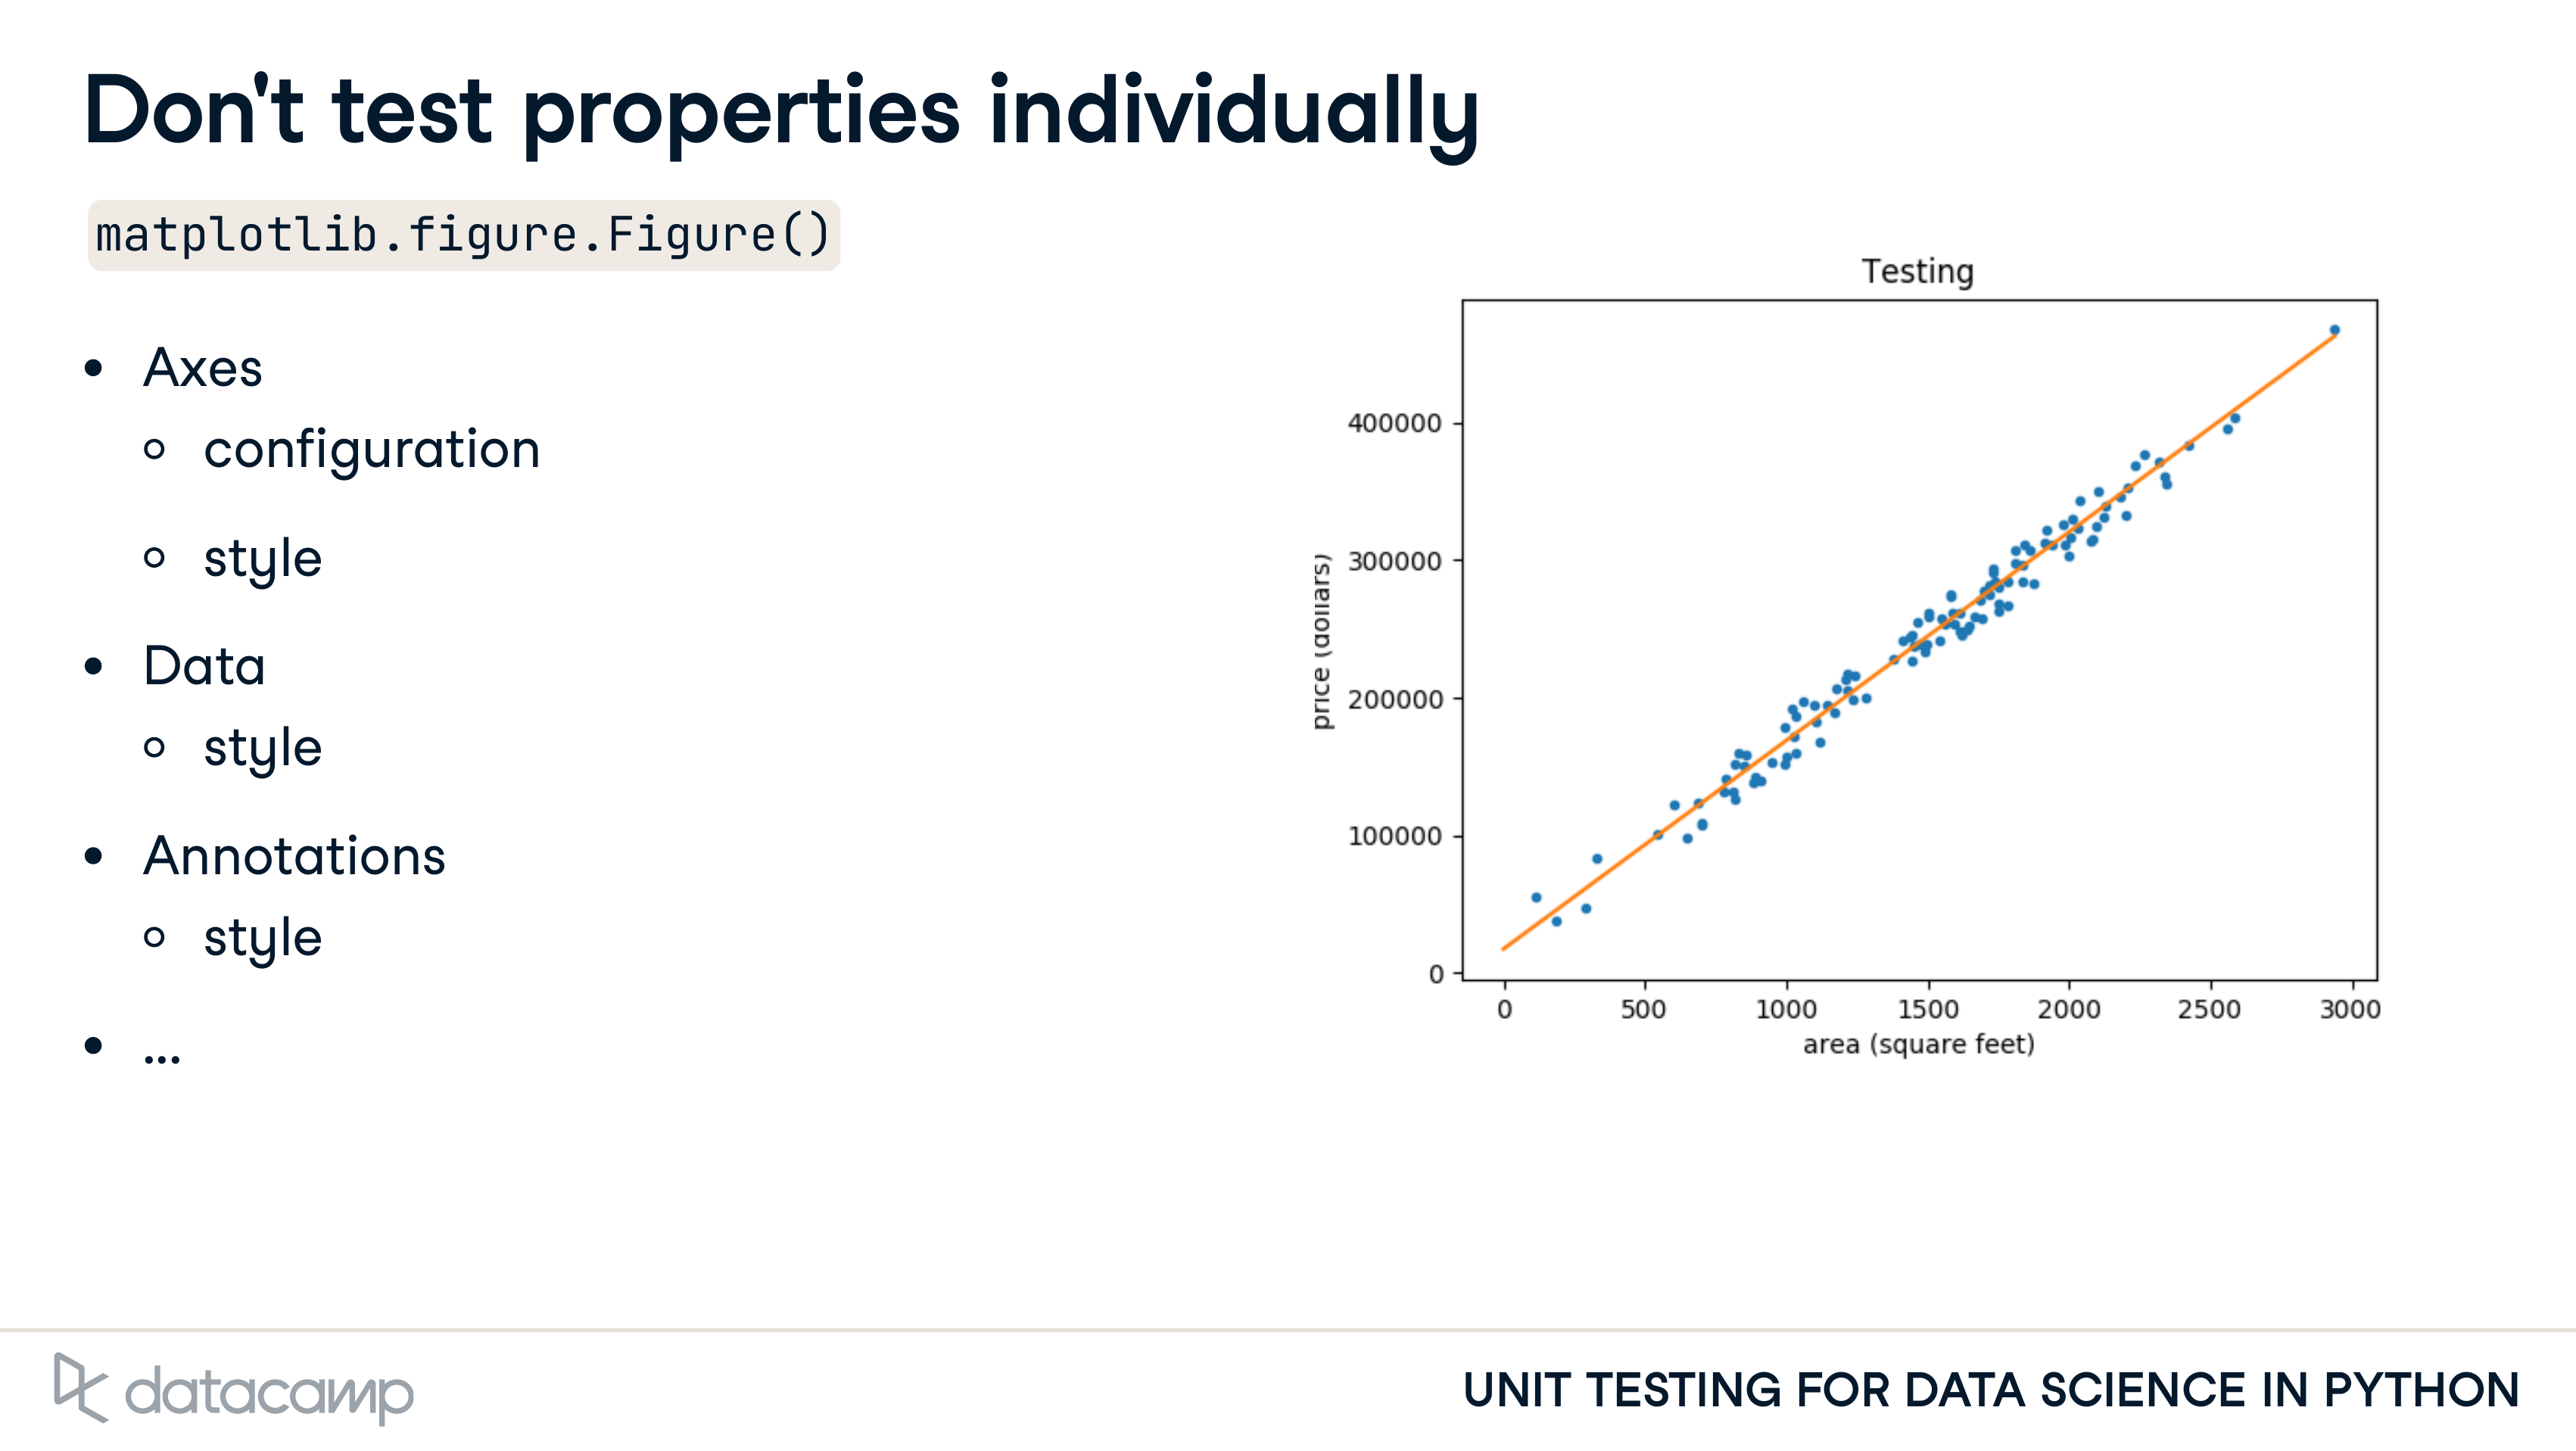 Don't test properties individually
matplotlib.figure.Figure()
• Axes
○ configuration
○ style
• Data
○ style
• Annotations
○ style
• ...
Testing
400000
300000
200000
100000
0
price (dollars)
0 500 1000 1500 2000 2500 3000
area (square feet)
datacamp
UNIT TESTING FOR DATA SCIENCE IN PYTHON